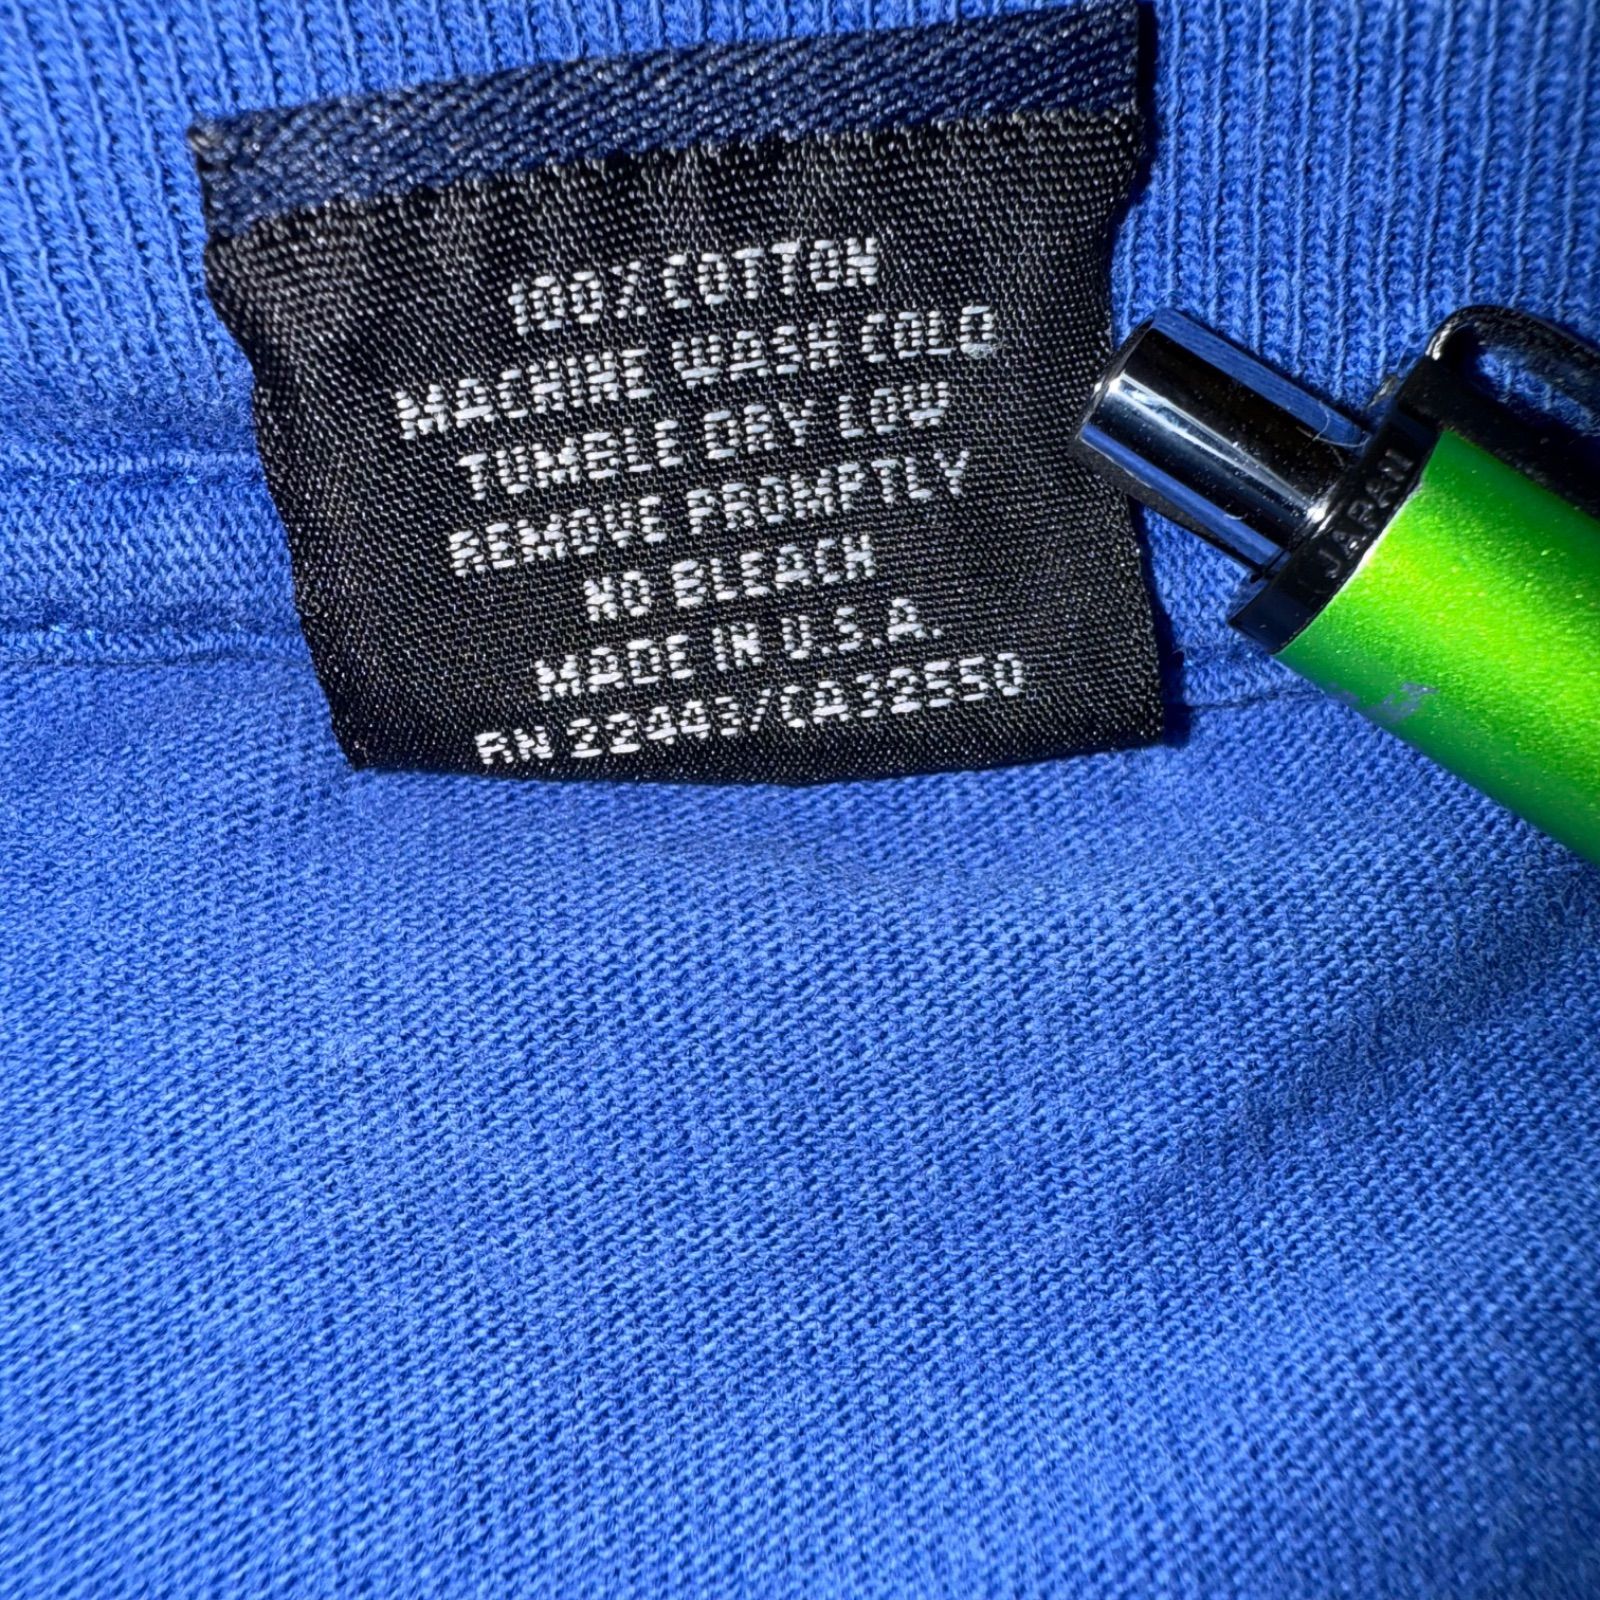 100% COTTON
MACHINE WASH COLD
TUMBLE DRY LOW
REMOVE PROMPTLY
NO BLEACH
MADE IN U.S.A.
RN 22443/CA32550
JAPAN